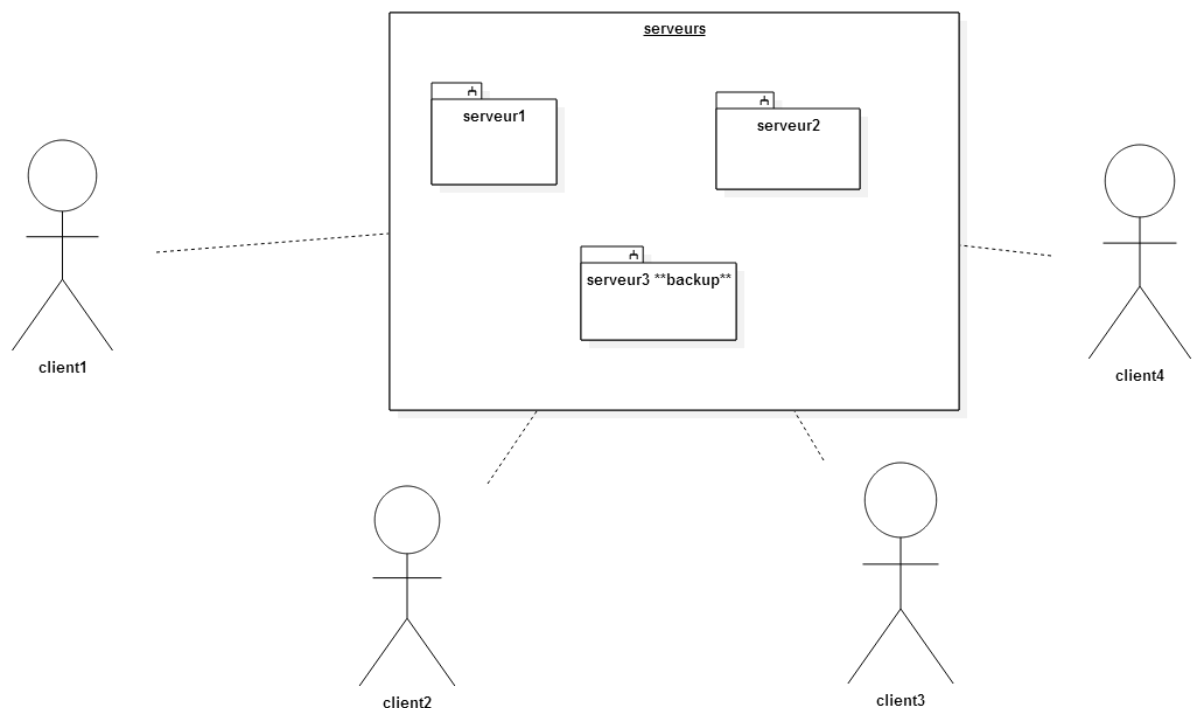 serveurs
serveur1
serveur2
serveur3 **backup**
client1
client4
client2
client3